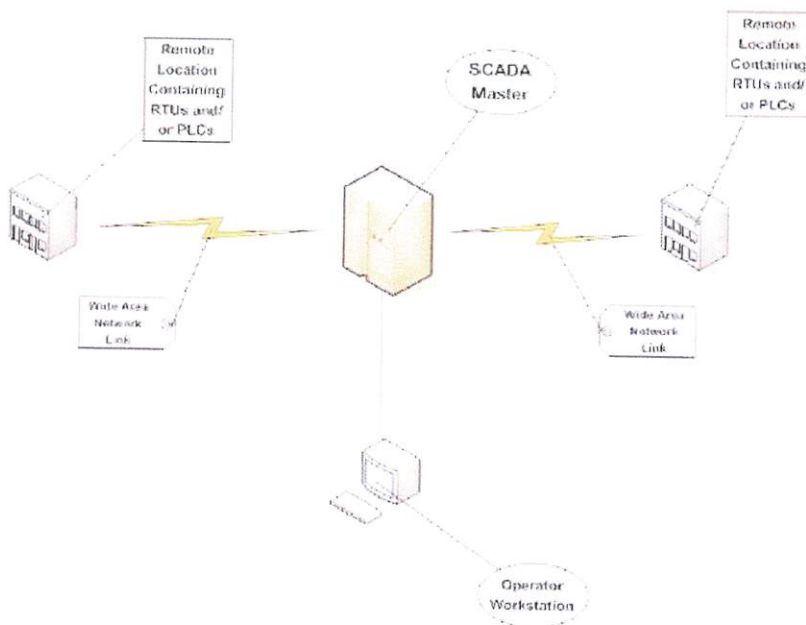 Remote
Location
Containing
RTUs and/
or PLCs
SCADA
Master
Remote
Location
Containing
RTUs and/
or PLCs
Wide Area
Network
Link
Wide Area
Network
Link
Operator
Workstation